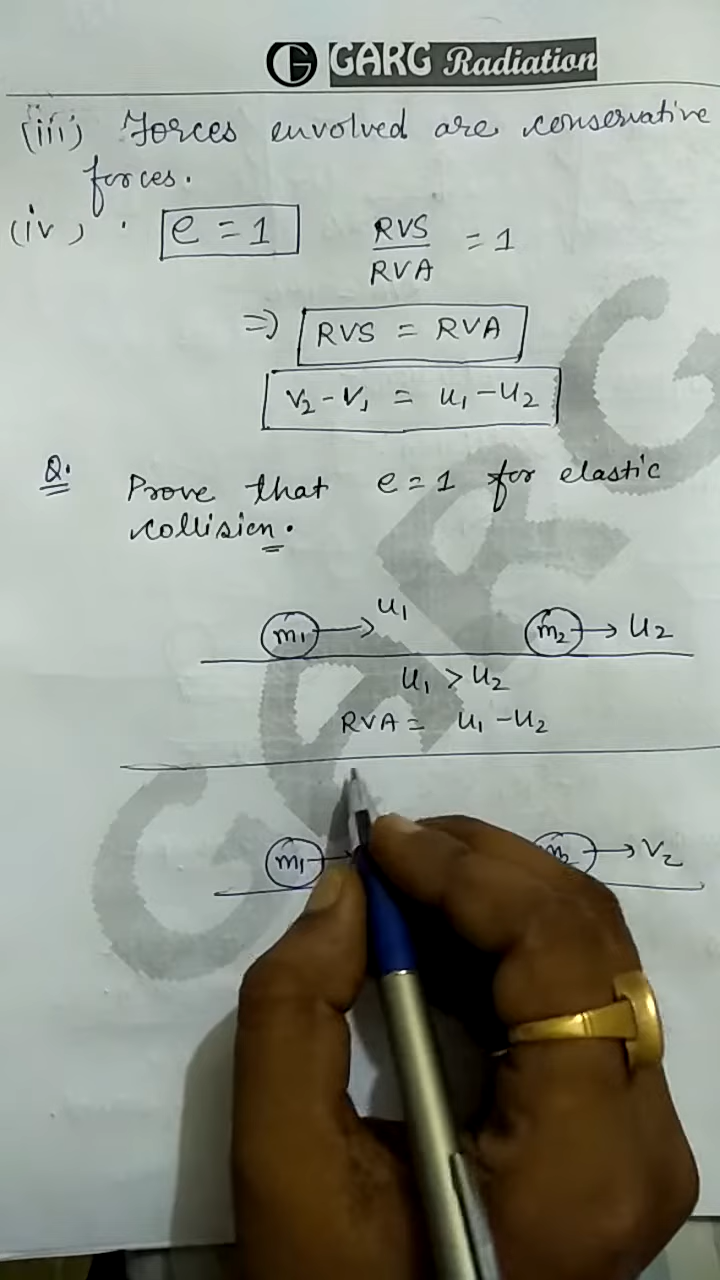 G GARG Radiation
(iii) Forces envolved are conservative
forces.
(iv) . e = 1 RVS/RVA = 1
=) RVS = RVA
V2 - V1 = u1 - u2
Q. Prove that e = 1 for elastic
collision.
m1 u1 m2 u2
u1 > u2
RVA = u1 - u2
m1 m2 V2
GARG